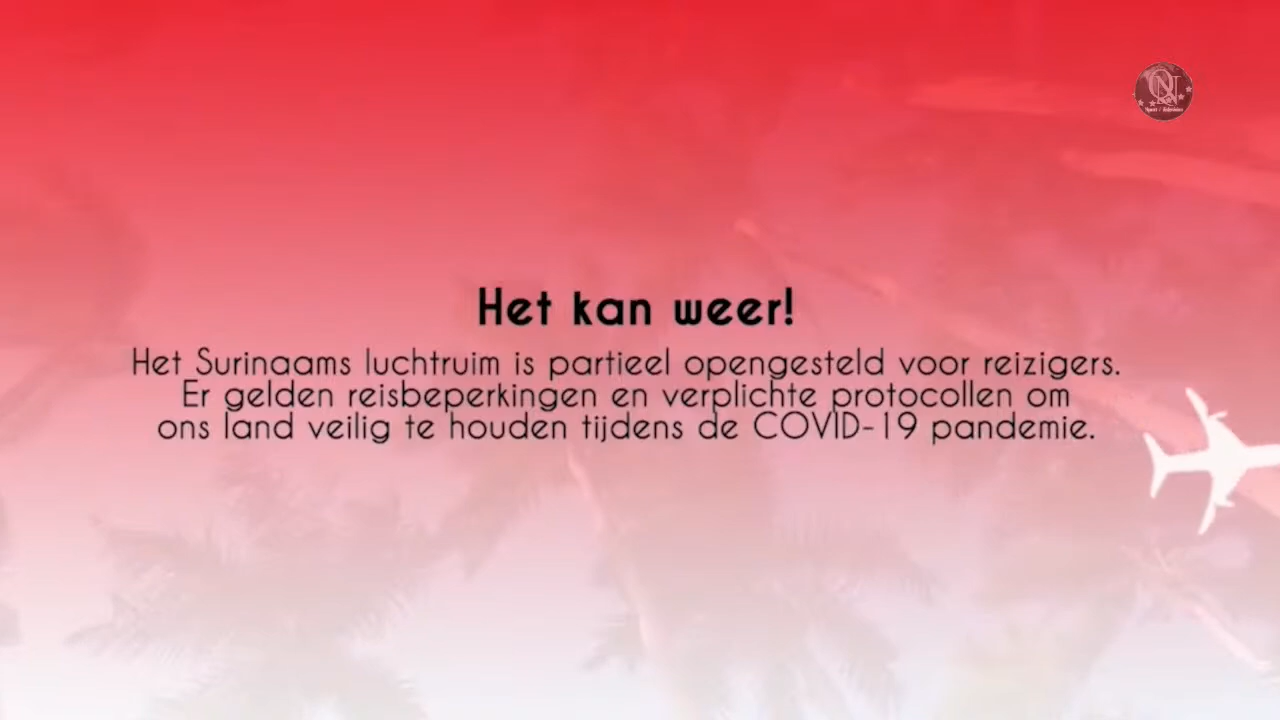 QN
Het kan weer!
Het Surinaams luchtruim is partieel opengesteld voor reizigers.
Er gelden reisbeperkingen en verplichte protocollen om
ons land veilig te houden tijdens de COVID-19 pandemie.